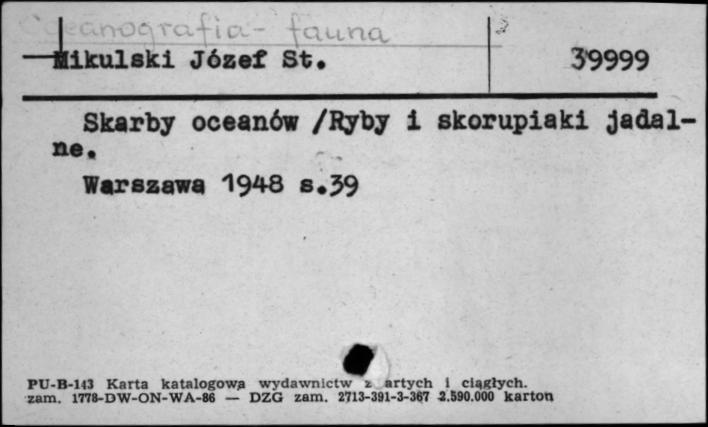 Oceanografia - fauna
Mikulski Józef St. 39999
Skarby oceanów /Ryby i skorupiaki jadal-
ne.
Warszawa 1948 s.39
PU-B-143 Karta katalogowa wydawnictw z artych i ciągłych.
zam. 1778-DW-ON-WA-86 — DZG zam. 2713-391-3-367 2.590.000 karton